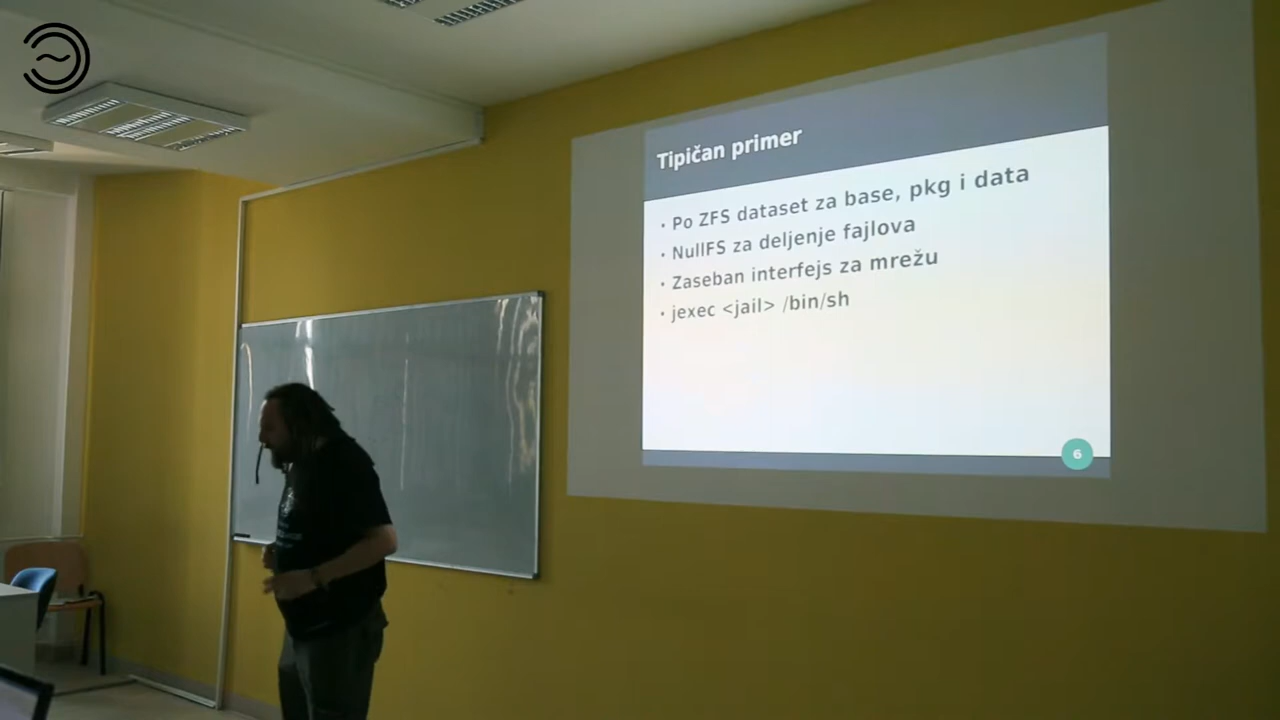 Tipičan primer
• Po ZFS dataset za base, pkg i data
• NullFS za deljenje fajlova
• Zaseban interfejs za mrežu
• jexec <jail> /bin/sh
6